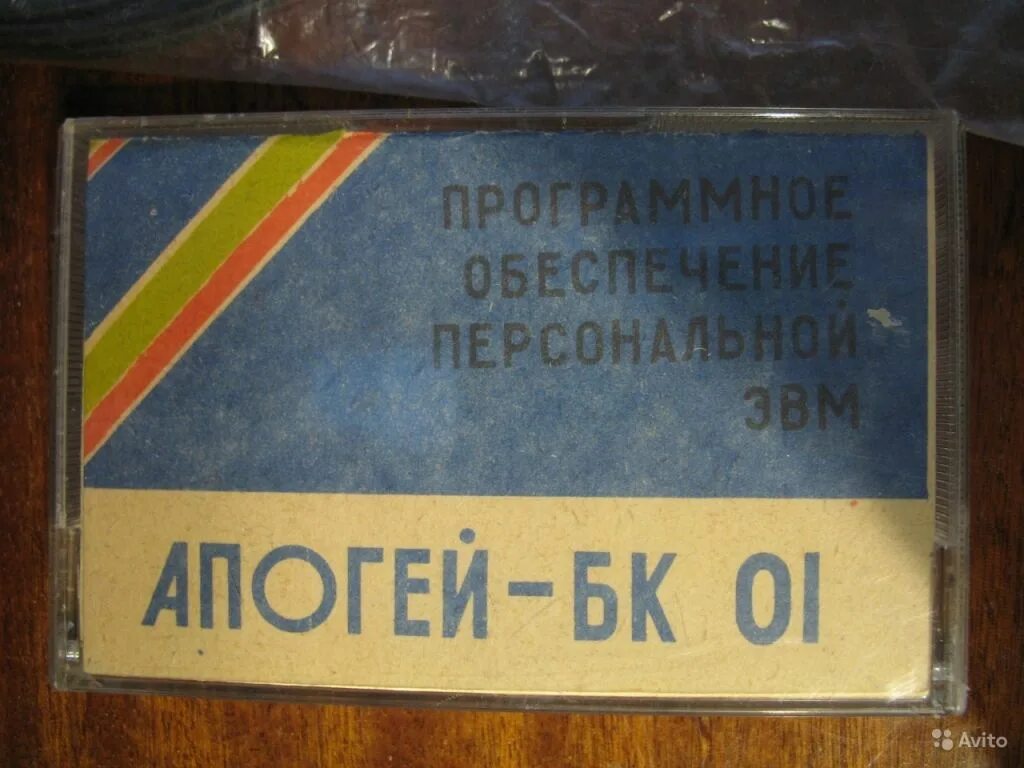 ПРОГРАММНОЕ
ОБЕСПЕЧЕНИЕ
ПЕРСОНАЛЬНОЙ
ЭВМ
АПОГЕЙ-БК 01
Avito